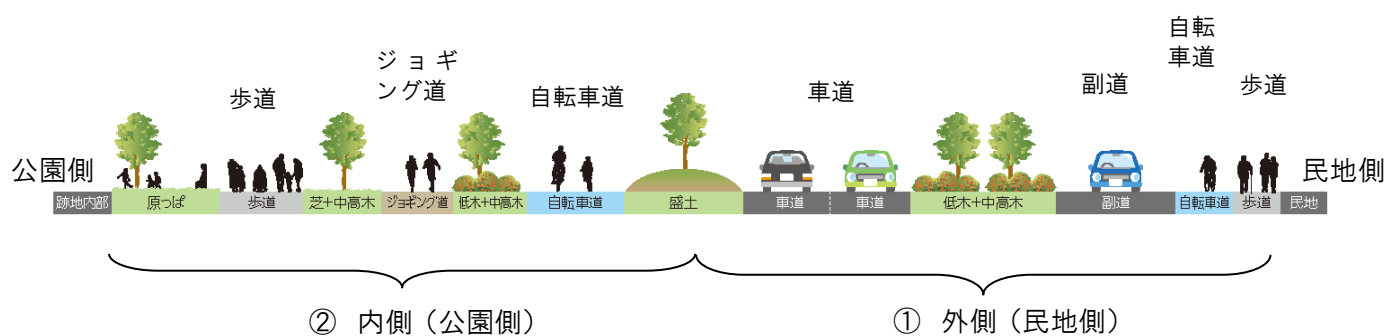 自転
車道
ジョギ
ング道
歩道
自転車道
車道
副道
歩道
公園側
民地側
跡地内部
原っぱ
歩道
芝+中高木
ジョギング道
低木+中高木
自転車道
盛土
車道
車道
低木+中高木
副道
自転車道
歩道
民地
② 内側（公園側）
① 外側（民地側）